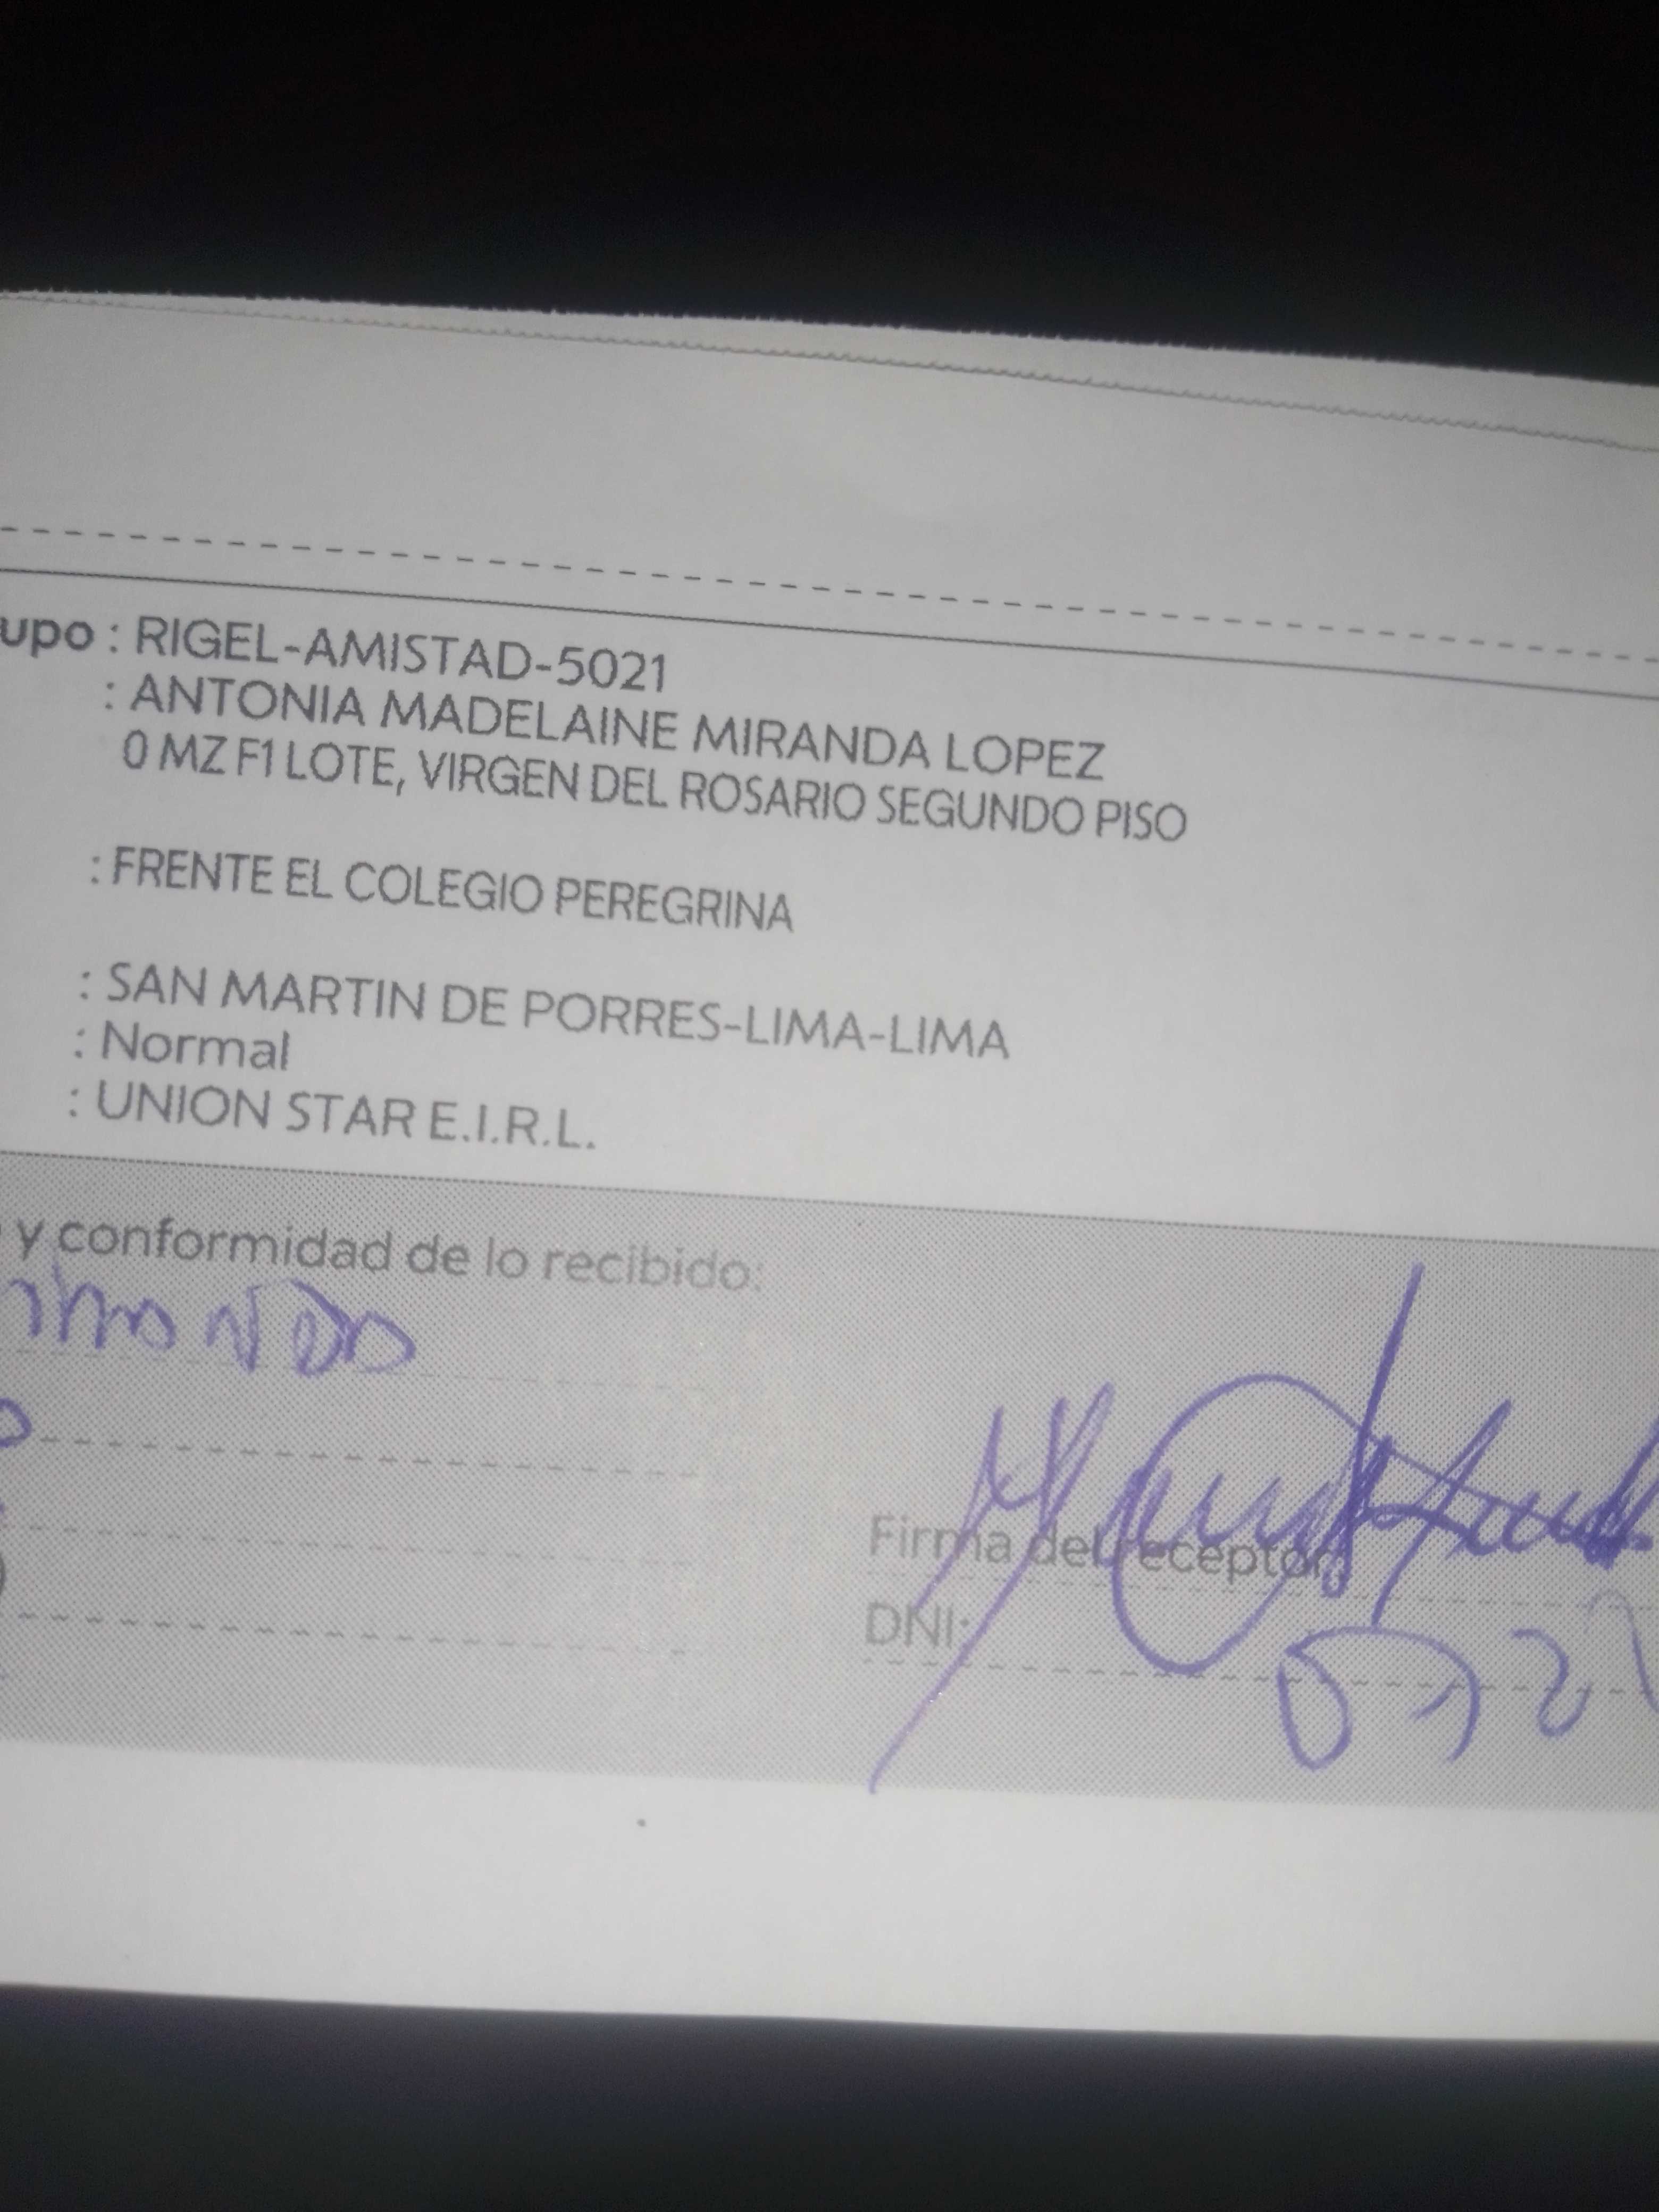 upo : RIGEL-AMISTAD-5021
: ANTONIA MADELAINE MIRANDA LOPEZ
0 MZ F1 LOTE, VIRGEN DEL ROSARIO SEGUNDO PISO
: FRENTE EL COLEGIO PEREGRINA
: SAN MARTIN DE PORRES-LIMA-LIMA
: Normal
: UNION STAR E.I.R.L.
y conformidad de lo recibido:
Firma del receptor:
DNI: